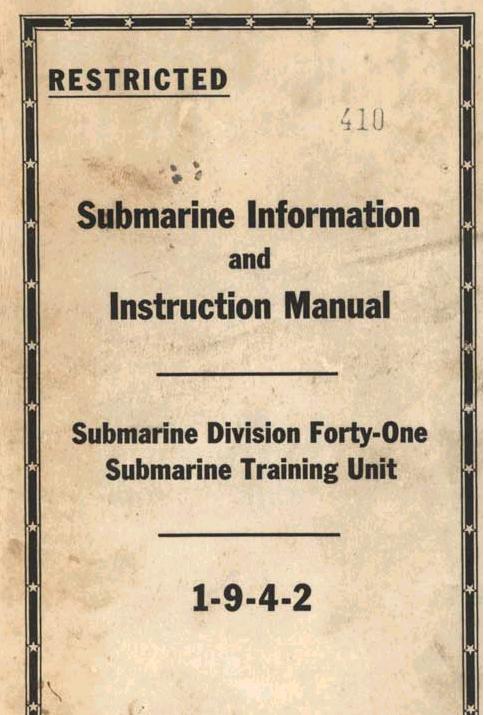 RESTRICTED
410
Submarine Information
and
Instruction Manual
Submarine Division Forty-One
Submarine Training Unit
1-9-4-2